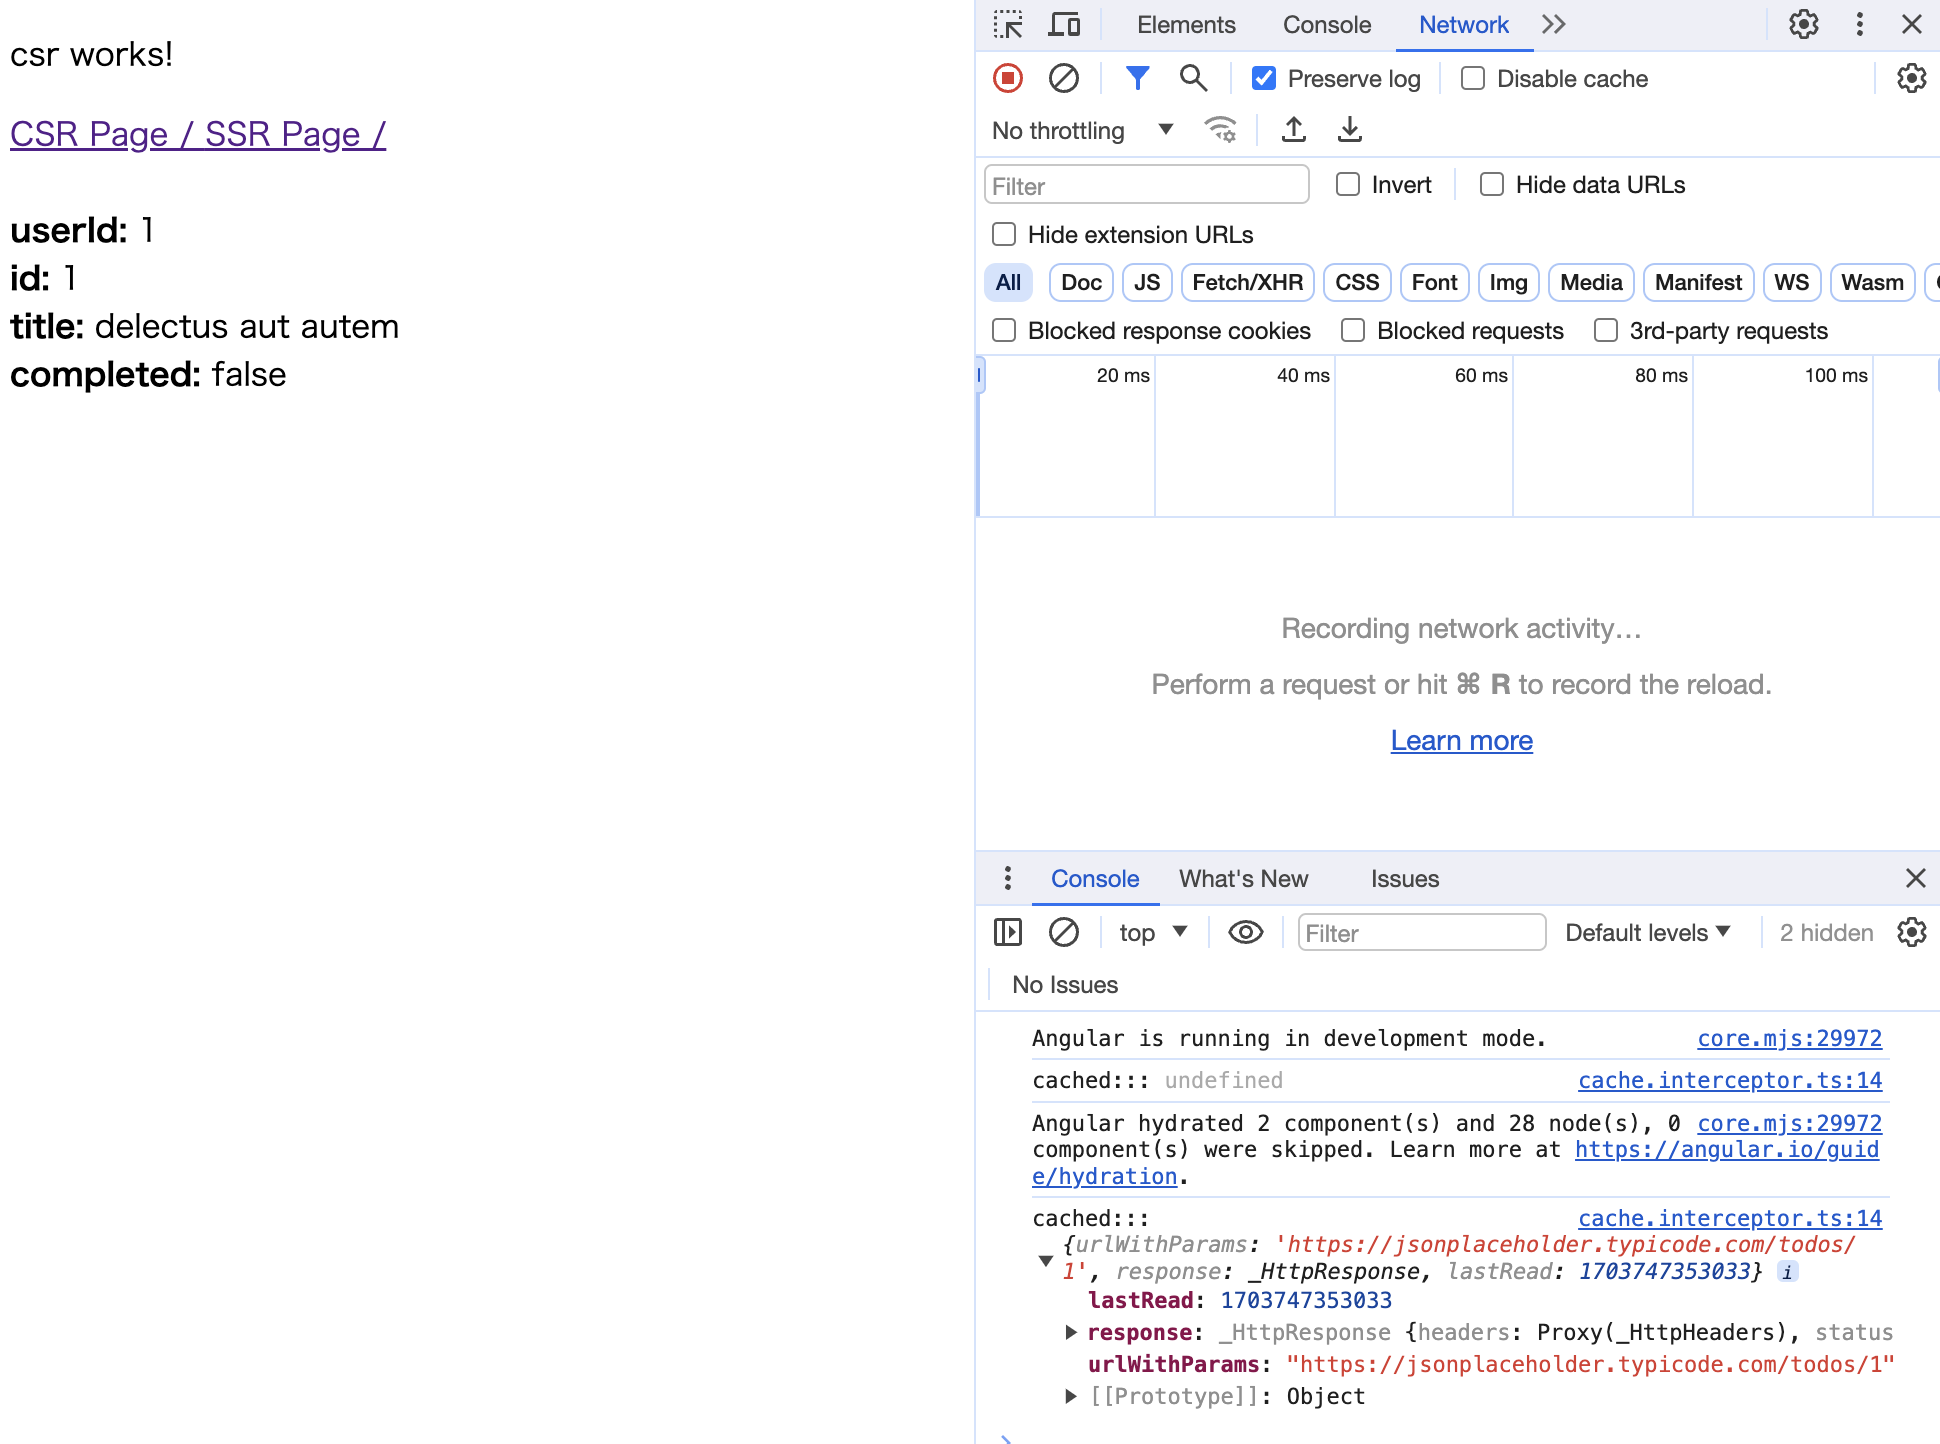 csr works!
CSR Page / SSR Page /
userId: 1
id: 1
title: delectus aut autem
completed: false
Elements Console Network
Preserve log Disable cache
No throttling
Filter Invert Hide data URLs
Hide extension URLs
All Doc JS Fetch/XHR CSS Font Img Media Manifest WS Wasm
Blocked response cookies Blocked requests 3rd-party requests
20 ms 40 ms 60 ms 80 ms 100 ms
Recording network activity…
Perform a request or hit ⌘ R to record the reload.
Learn more
Console What's New Issues
top Filter Default levels 2 hidden
No Issues
Angular is running in development mode. core.mjs:29972
cached::: undefined cache.interceptor.ts:14
Angular hydrated 2 component(s) and 28 node(s), 0 core.mjs:29972
component(s) were skipped. Learn more at https://angular.io/guid
e/hydration.
cached::: cache.interceptor.ts:14
{urlWithParams: 'https://jsonplaceholder.typicode.com/todos/
1', response: _HttpResponse, lastRead: 1703747353033} i
lastRead: 1703747353033
response: _HttpResponse {headers: Proxy(_HttpHeaders), status
urlWithParams: "https://jsonplaceholder.typicode.com/todos/1"
[[Prototype]]: Object